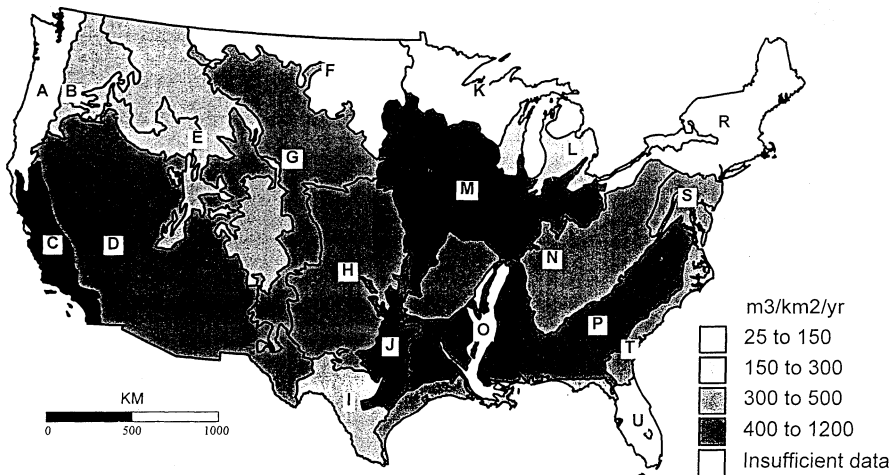 A
B
F
K
R
E
L
G
M
S
C
D
N
H
O
P
J
T
I
U
m3/km2/yr
25 to 150
150 to 300
300 to 500
400 to 1200
Insufficient data
KM
0 500 1000